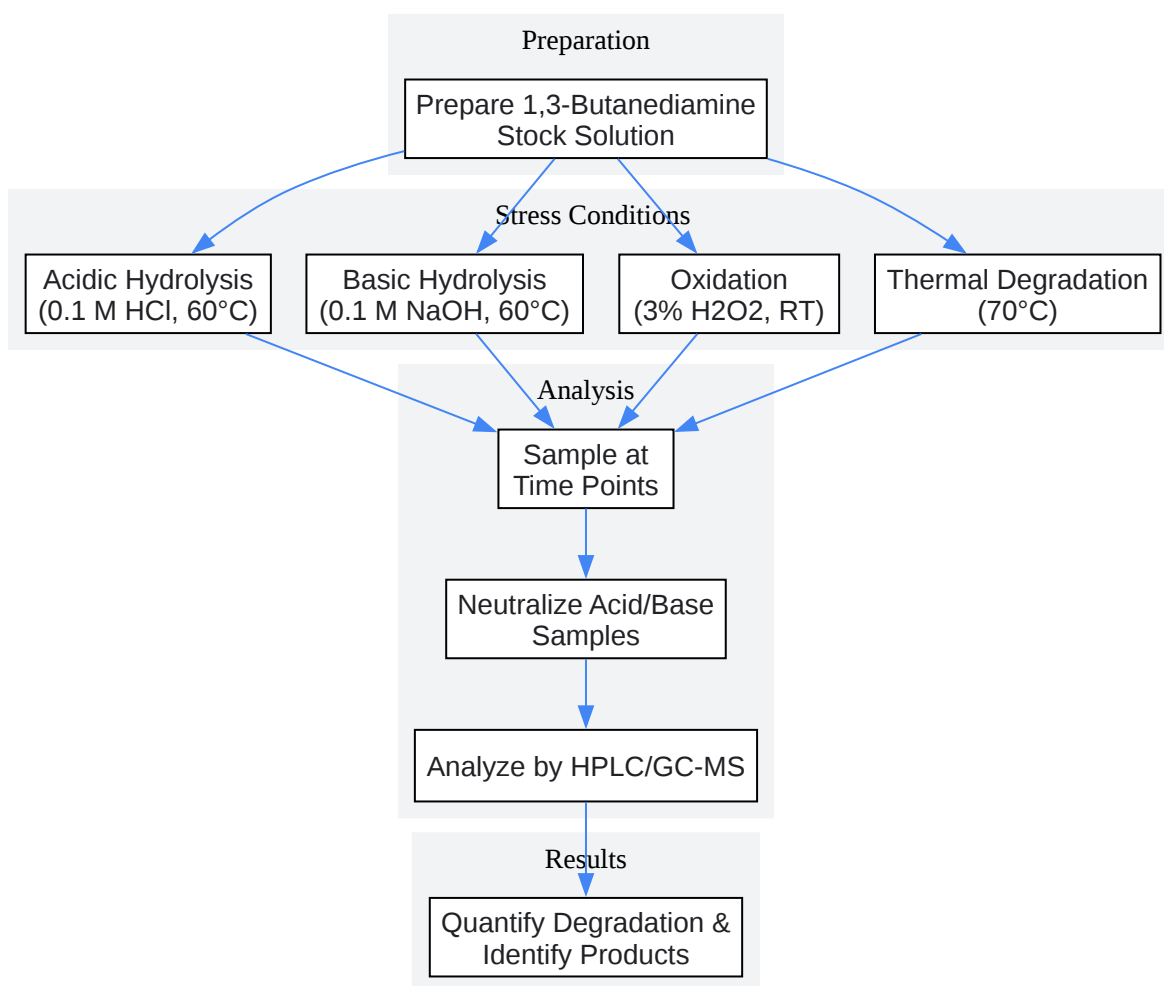 Preparation
Prepare 1,3-Butanediamine
Stock Solution
Stress Conditions
Acidic Hydrolysis
(0.1 M HCl, 60°C)
Basic Hydrolysis
(0.1 M NaOH, 60°C)
Oxidation
(3% H2O2, RT)
Thermal Degradation
(70°C)
Analysis
Sample at
Time Points
Neutralize Acid/Base
Samples
Analyze by HPLC/GC-MS
Results
Quantify Degradation &
Identify Products